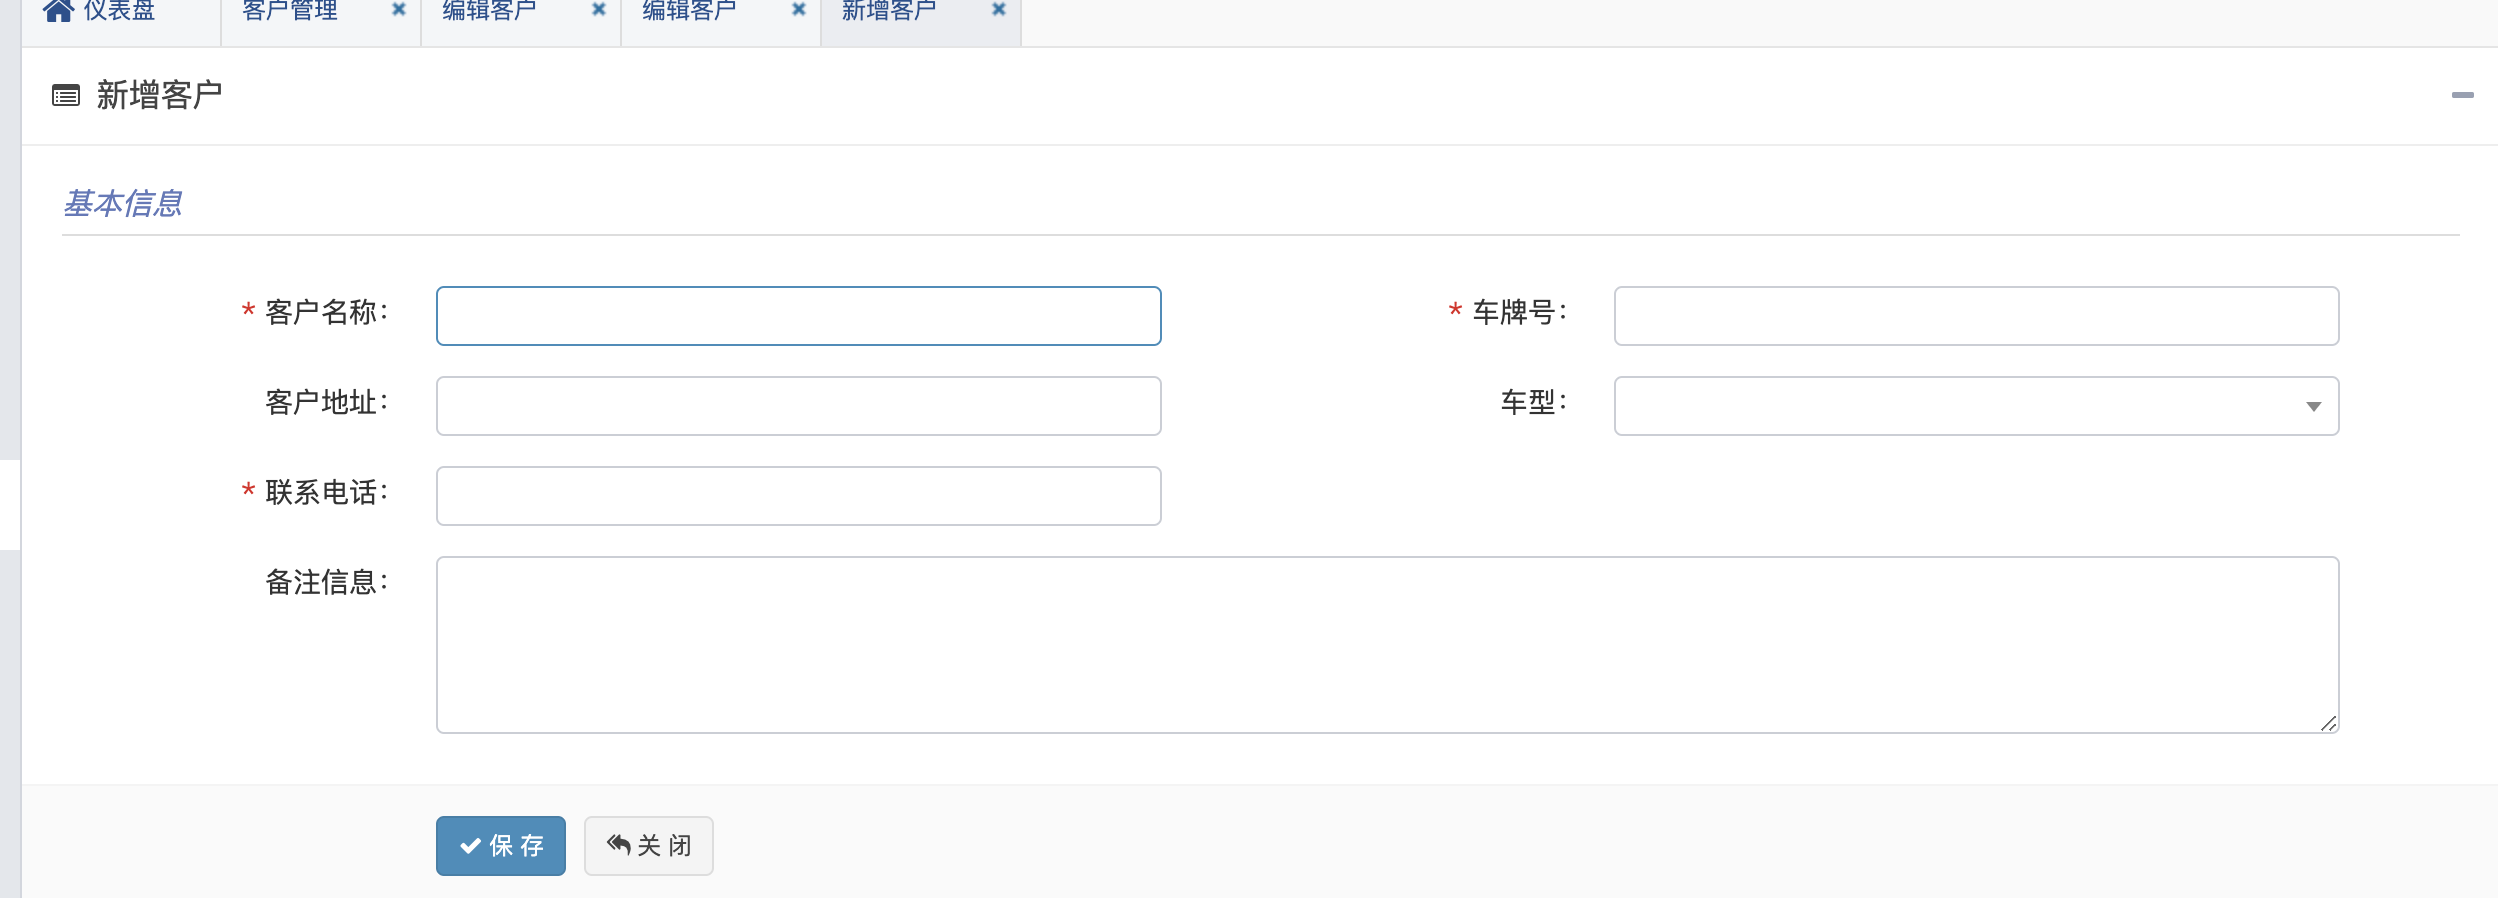 仪表盘 客户管理 编辑客户 编辑客户 新增客户
新增客户
基本信息
* 客户名称： * 车牌号：
客户地址： 车型：
* 联系电话：
备注信息：
保 存 关 闭